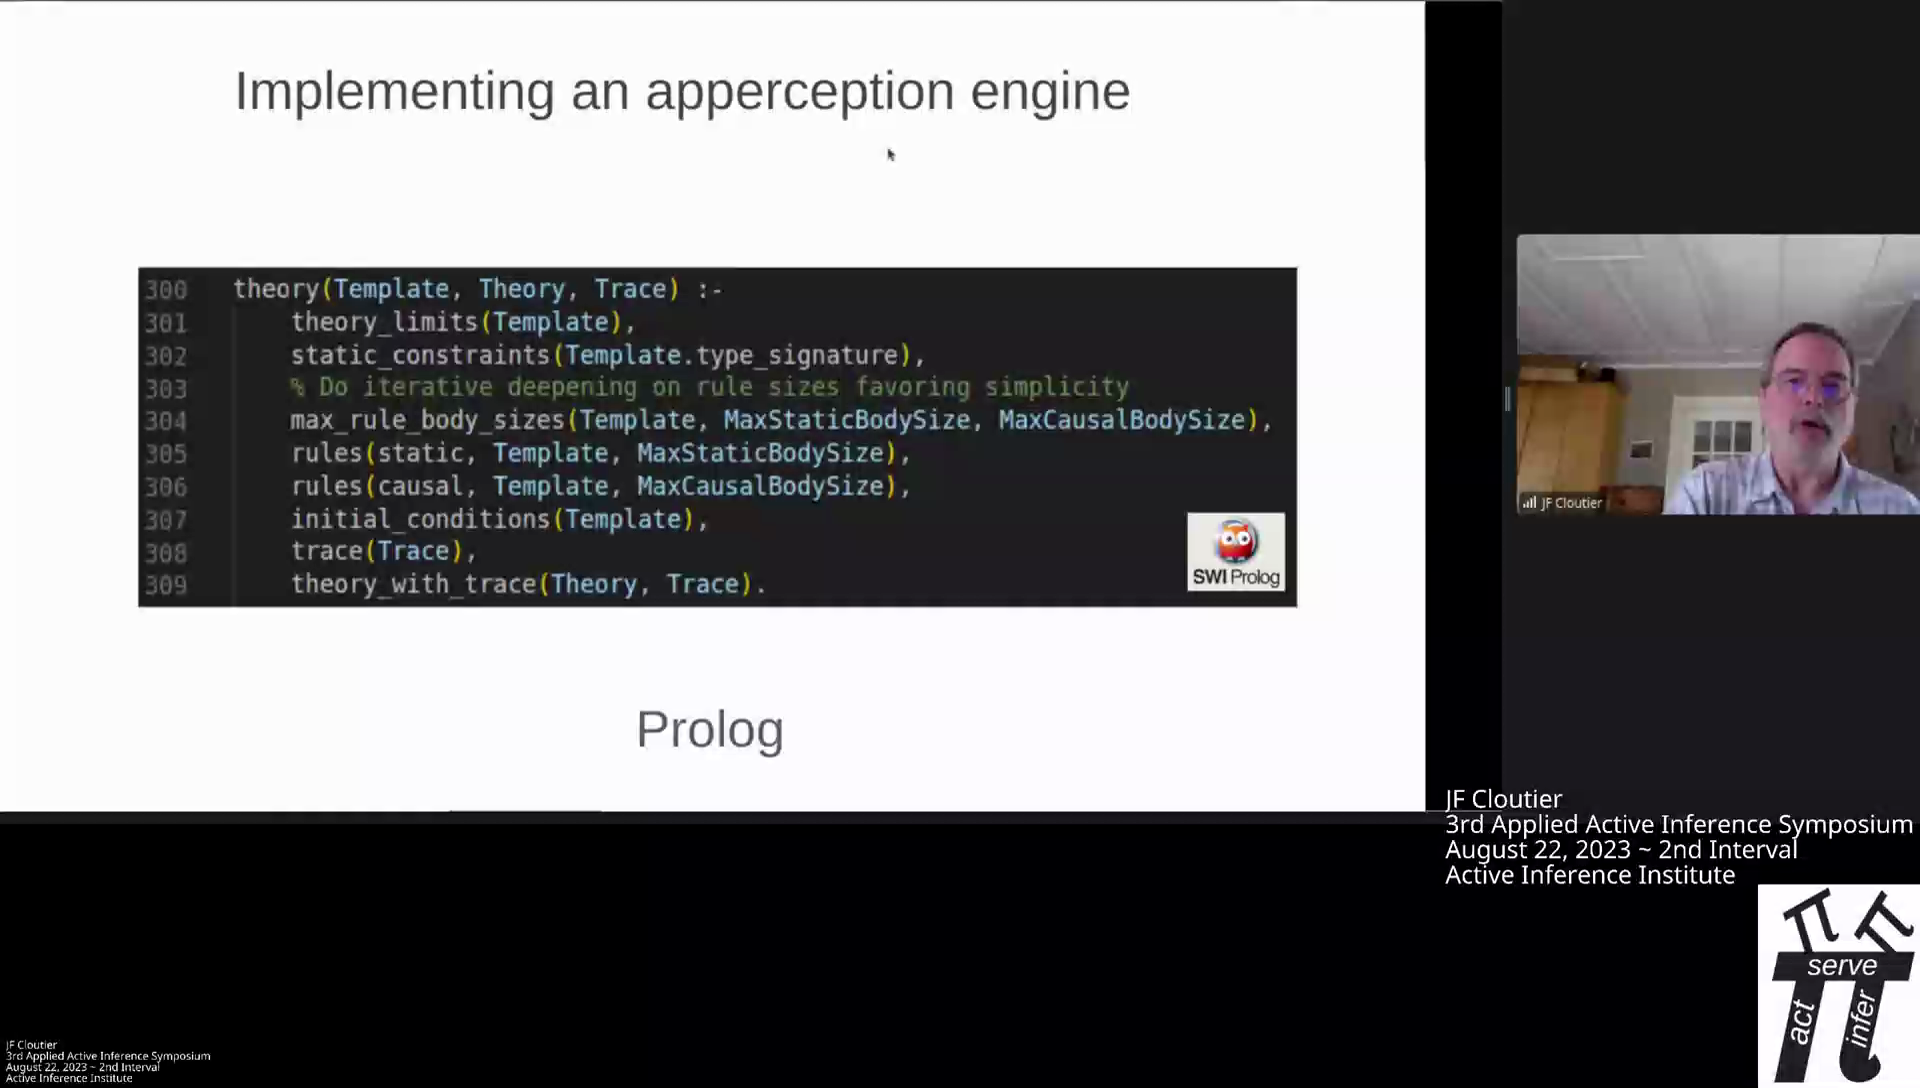 Implementing an apperception engine
300 theory(Template, Theory, Trace) :-
301 theory_limits(Template),
302 static_constraints(Template.type_signature),
303 % Do iterative deepening on rule sizes favoring simplicity
304 max_rule_body_sizes(Template, MaxStaticBodySize, MaxCausalBodySize),
305 rules(static, Template, MaxStaticBodySize),
306 rules(causal, Template, MaxCausalBodySize),
307 initial_conditions(Template),
308 trace(Trace),
309 theory_with_trace(Theory, Trace).
SWI Prolog
Prolog
JF Cloutier
JF Cloutier
3rd Applied Active Inference Symposium
August 22, 2023 ~ 2nd Interval
Active Inference Institute
serve
act
infer
JF Cloutier
3rd Applied Active Inference Symposium
August 22, 2023 ~ 2nd Interval
Active Inference Institute